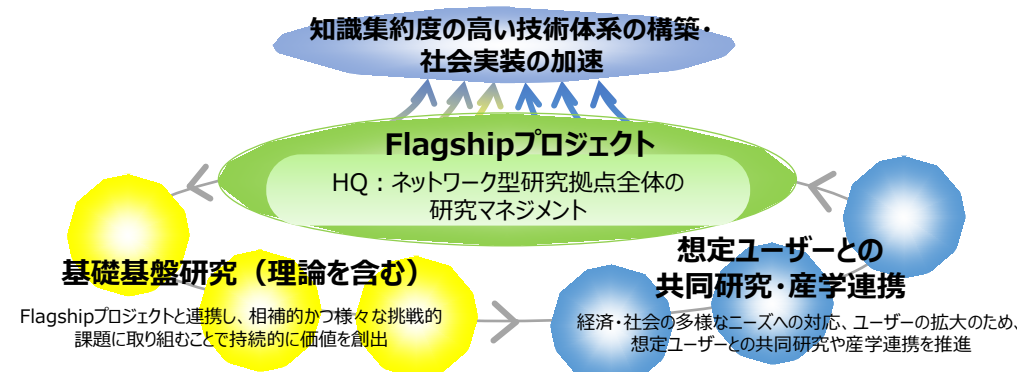 知識集約度の高い技術体系の構築・
社会実装の加速
Flagshipプロジェクト
HQ：ネットワーク型研究拠点全体の
研究マネジメント
基礎基盤研究（理論を含む）
Flagshipプロジェクトと連携し、相補的かつ様々な挑戦的
課題に取り組むことで持続的に価値を創出
想定ユーザーとの
共同研究・産学連携
経済・社会の多様なニーズへの対応、ユーザーの拡大のため、
想定ユーザーとの共同研究や産学連携を推進